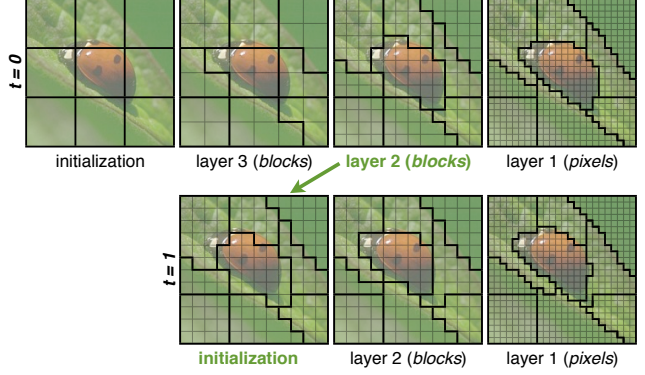 t=0
initialization
layer 3 (blocks)
layer 2 (blocks)
layer 1 (pixels)
t = 1
initialization
layer 2 (blocks)
layer 1 (pixels)